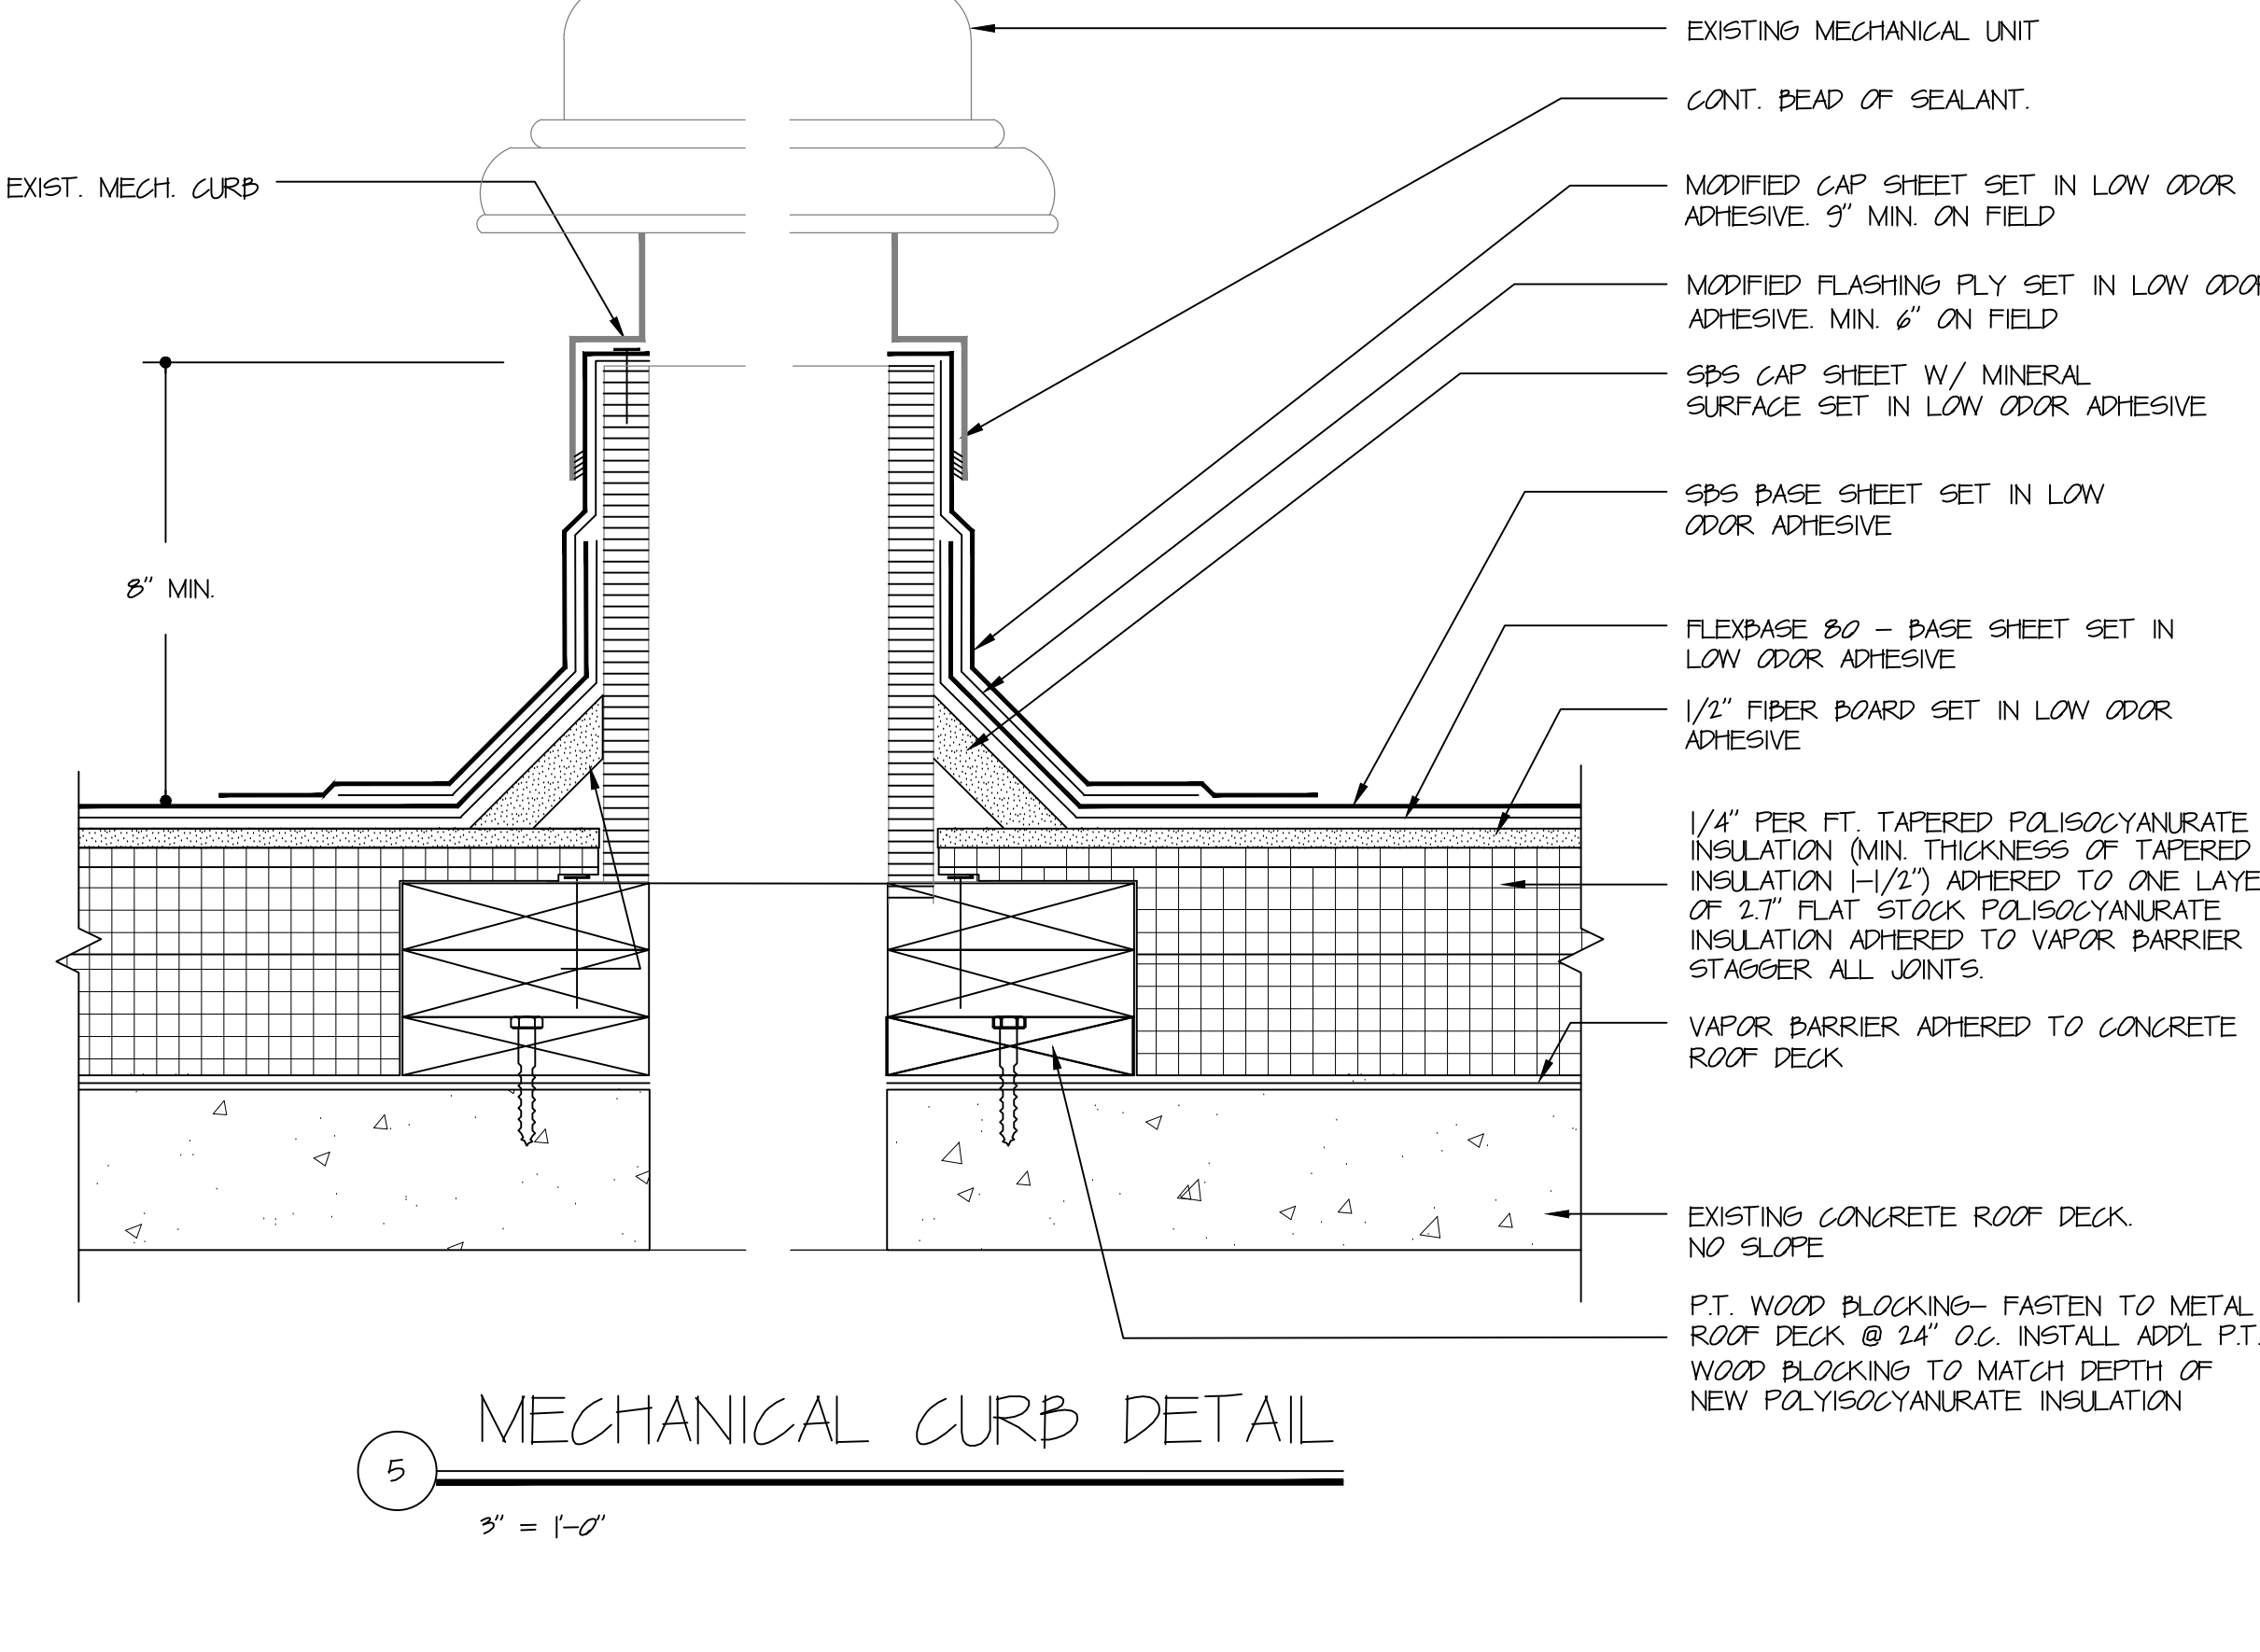 EXISTING MECHANICAL UNIT
CONT. BEAD OF SEALANT.
EXIST. MECH. CURB
MODIFIED CAP SHEET SET IN LOW ODOR
ADHESIVE. 9" MIN. ON FIELD
MODIFIED FLASHING PLY SET IN LOW ODOR
ADHESIVE. MIN. 6" ON FIELD
SBS CAP SHEET W/ MINERAL
SURFACE SET IN LOW ODOR ADHESIVE
SBS BASE SHEET SET IN LOW
ODOR ADHESIVE
8" MIN.
FLEXBASE 80 - BASE SHEET SET IN
LOW ODOR ADHESIVE
1/2" FIBER BOARD SET IN LOW ODOR
ADHESIVE
1/4" PER FT. TAPERED POLISOCYANURATE
INSULATION (MIN. THICKNESS OF TAPERED
INSULATION 1-1/2") ADHERED TO ONE LAYE
OF 2.7" FLAT STOCK POLISOCYANURATE
INSULATION ADHERED TO VAPOR BARRIER
STAGGER ALL JOINTS.
VAPOR BARRIER ADHERED TO CONCRETE
ROOF DECK
EXISTING CONCRETE ROOF DECK.
NO SLOPE
P.T. WOOD BLOCKING- FASTEN TO METAL
ROOF DECK @ 24" O.C. INSTALL ADD'L P.T.
WOOD BLOCKING TO MATCH DEPTH OF
NEW POLYISOCYANURATE INSULATION
MECHANICAL CURB DETAIL
5
3" = 1'-0"